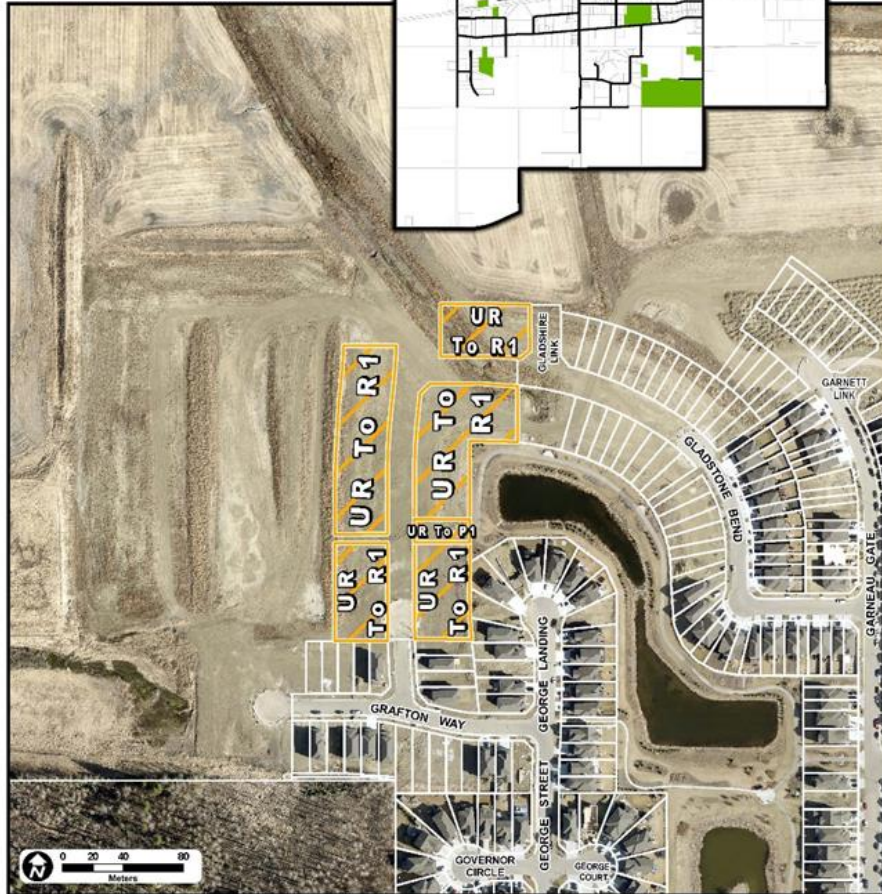 UR
To R1
GLADSHIRE
LINK
UR To R1
UR To
R1
GARNETT
LINK
GLADSTONE BEND
UR To P1
UR
To R1
UR
To R1
GARNEAU GATE
GEORGE LANDING
GRAFTON WAY
GEORGE STREET
GOVERNOR
CIRCLE
GEORGE
COURT
N
0 20 40 80
Meters